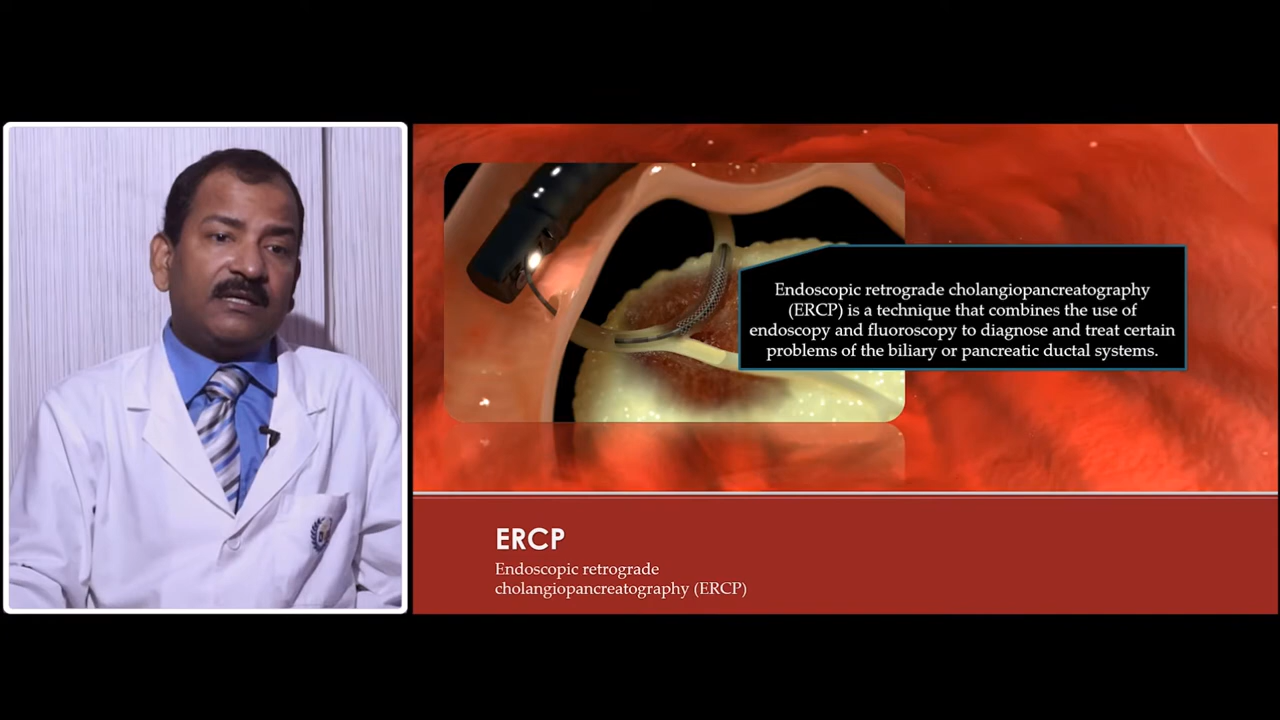 Endoscopic retrograde cholangiopancreatography
(ERCP) is a technique that combines the use of
endoscopy and fluoroscopy to diagnose and treat certain
problems of the biliary or pancreatic ductal systems.
ERCP
Endoscopic retrograde
cholangiopancreatography (ERCP)